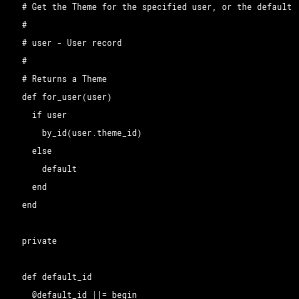 # Get the Theme for the specified user, or the default
#
# user - User record
#
# Returns a Theme
def for_user(user)
if user
by_id(user.theme_id)
else
default
end
end
private
def default_id
@default_id ||= begin